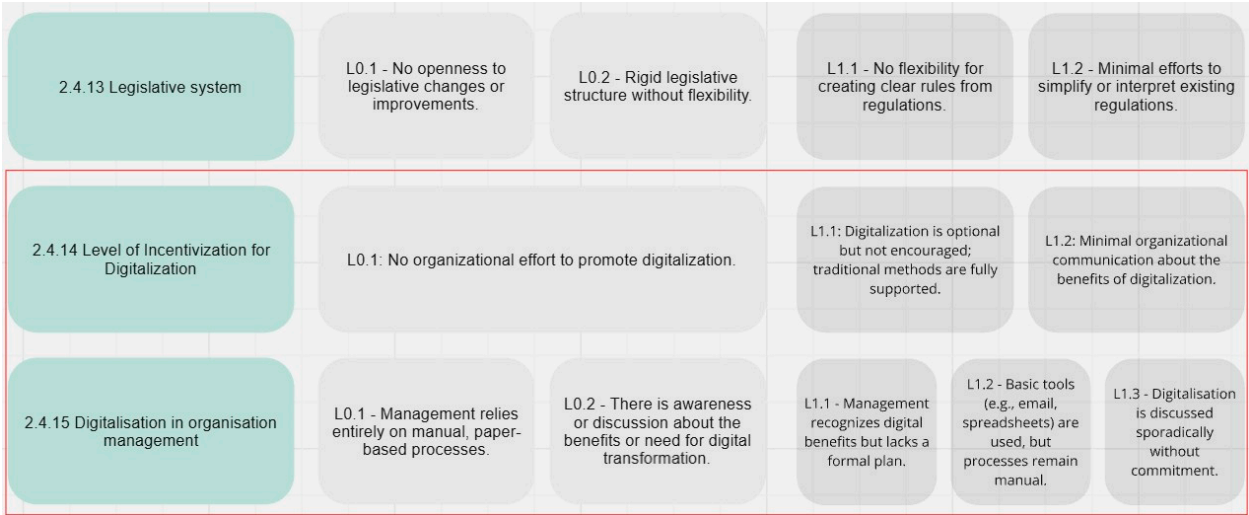 2.4.13 Legislative system
L0.1 - No openness to
legislative changes or
improvements.
L0.2 - Rigid legislative
structure without flexibility.
L1.1 - No flexibility for
creating clear rules from
regulations.
L1.2 - Minimal efforts to
simplify or interpret existing
regulations.
2.4.14 Level of Incentivization for
Digitalization
L0.1: No organizational effort to promote digitalization.
L1.1: Digitalization is optional
but not encouraged;
traditional methods are fully
supported.
L1.2: Minimal organizational
communication about the
benefits of digitalization.
2.4.15 Digitalisation in organisation
management
L0.1 - Management relies
entirely on manual, paper-
based processes.
L0.2 - There is awareness
or discussion about the
benefits or need for digital
transformation.
L1.1 - Management
recognizes digital
benefits but lacks a
formal plan.
L1.2 - Basic tools
(e.g., email,
spreadsheets) are
used, but
processes remain
manual.
L1.3 - Digitalisation
is discussed
sporadically
without
commitment.